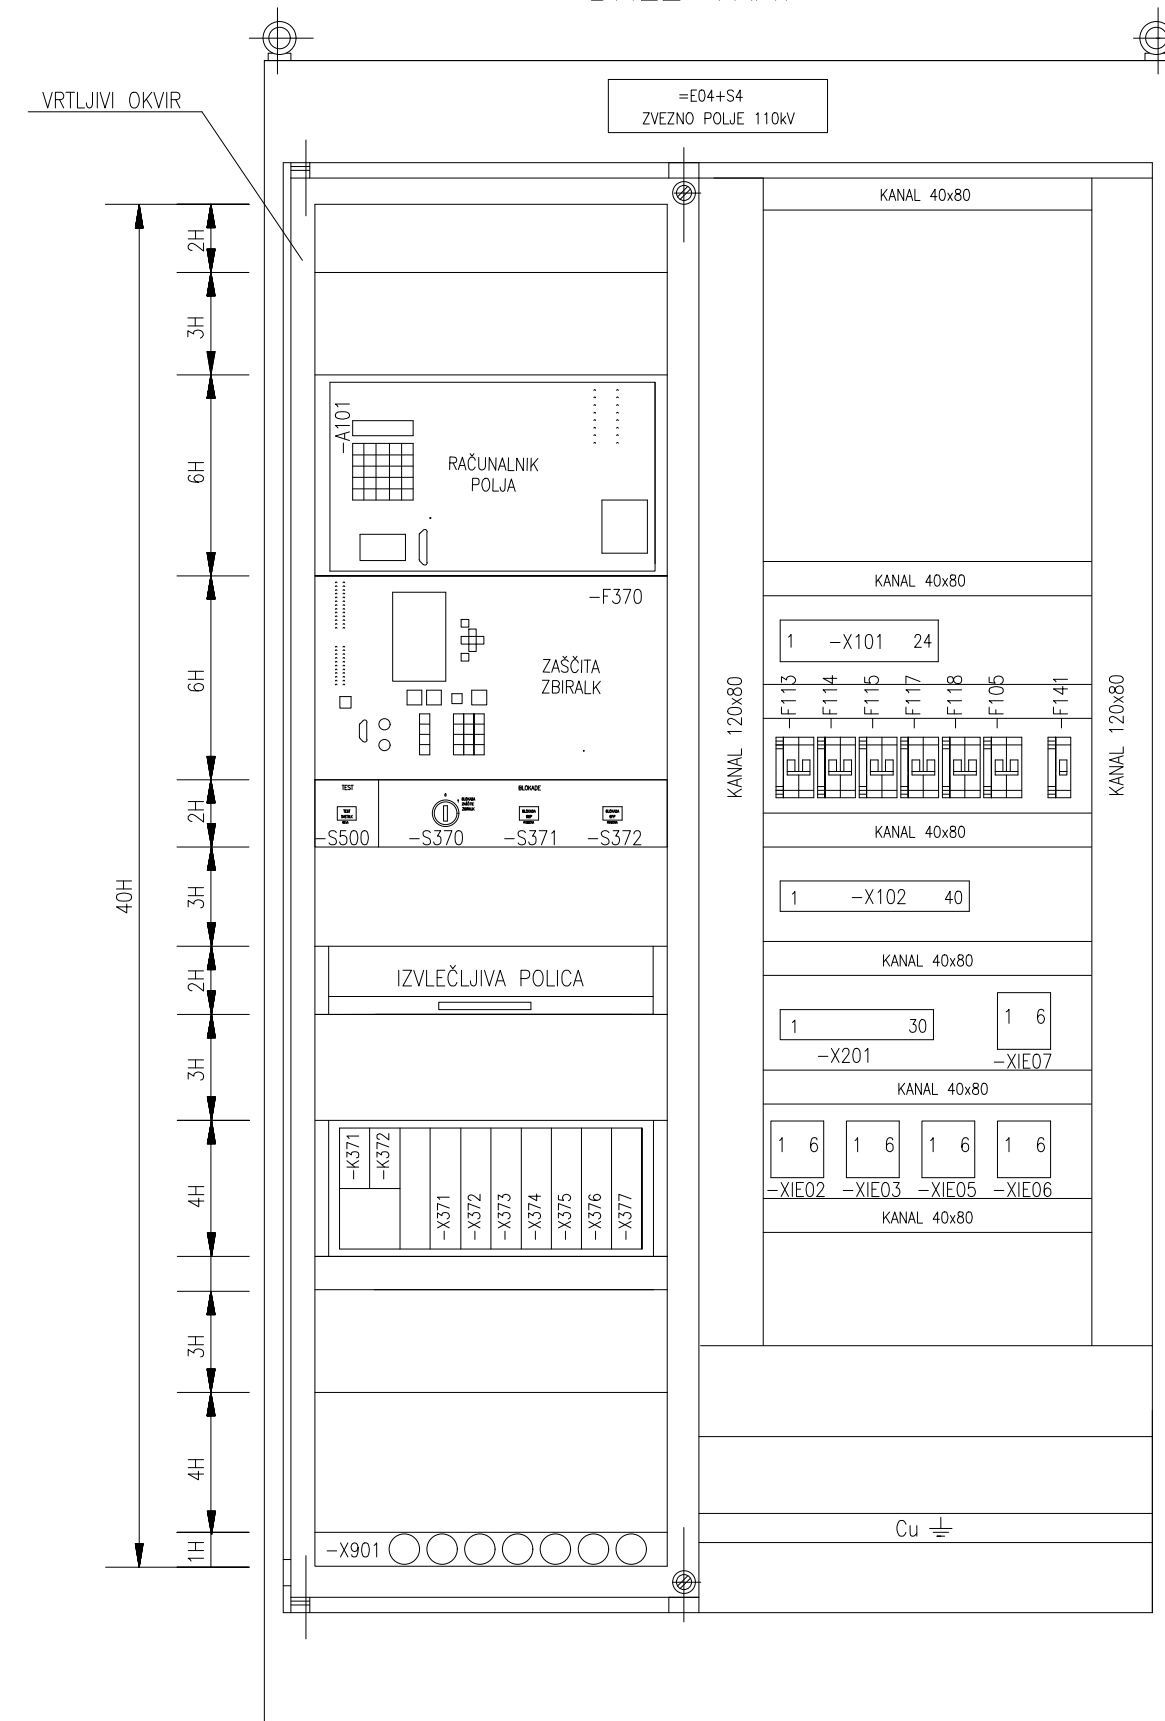 =E04+S4
ZVEZNO POLJE 110kV
VRTLJIVI OKVIR
KANAL 40x80
2H
3H
6H
6H
2H
3H
2H
3H
4H
3H
4H
1H
40H
-A101
RAČUNALNIK
POLJA
-F370
ZAŠČITA
ZBIRALK
TEST
BLOKADE
-S500
-S370
-S371
-S372
IZVLEČLJIVA POLICA
-K371
-K372
-X371
-X372
-X373
-X374
-X375
-X376
-X377
-X901
KANAL 120x80
KANAL 40x80
1 -X101 24
-F113
-F114
-F115
-F117
-F118
-F105
-F141
KANAL 120x80
KANAL 40x80
1 -X102 40
KANAL 40x80
1 30
-X201
1 6
-XIE07
KANAL 40x80
1 6
1 6
1 6
1 6
-XIE02
-XIE03
-XIE05
-XIE06
KANAL 40x80
Cu